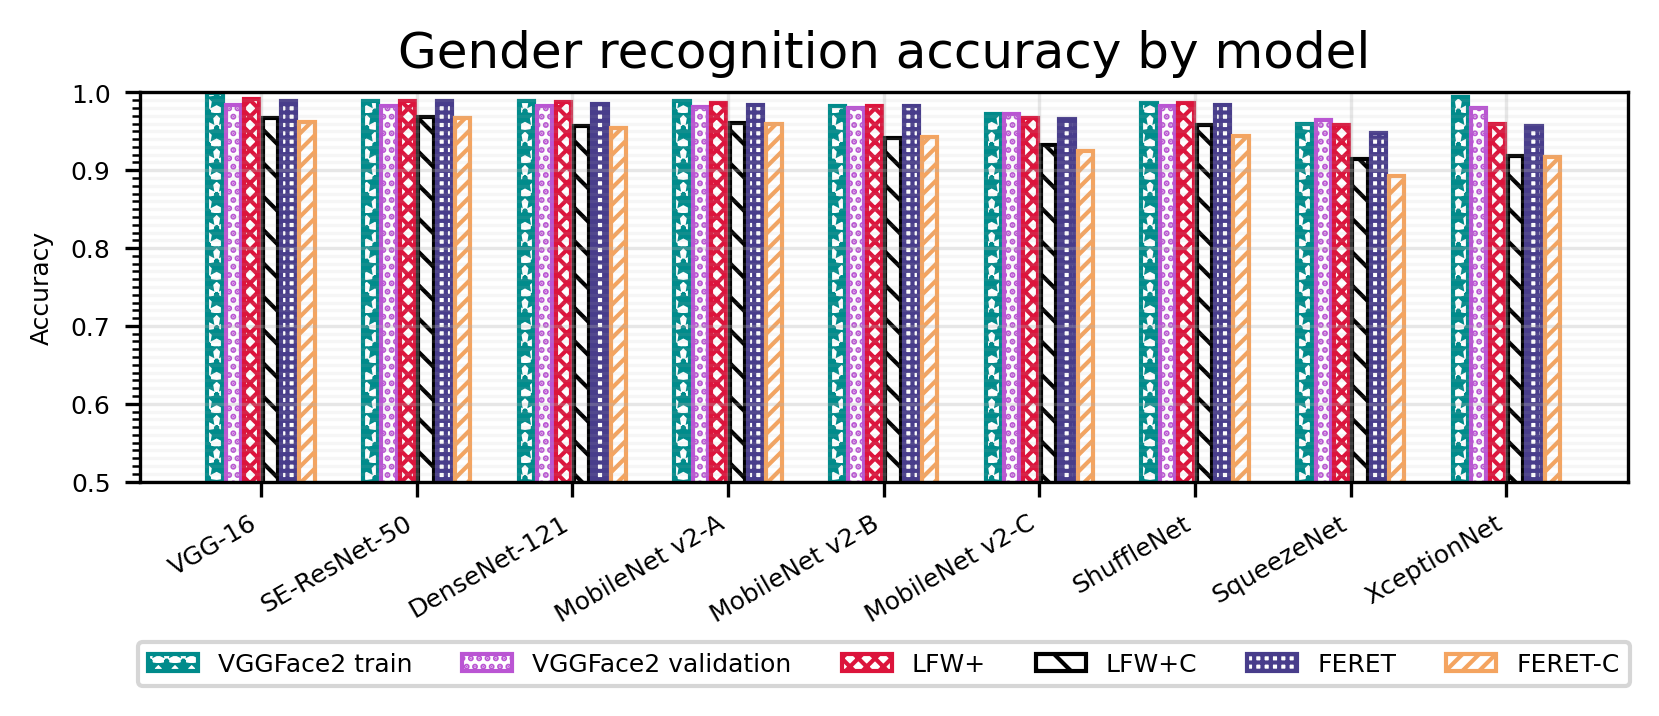 Gender recognition accuracy by model
1.0
0.9
0.8
0.7
0.6
0.5
Accuracy
VGG-16
SE-ResNet-50
DenseNet-121
MobileNet v2-A
MobileNet v2-B
MobileNet v2-C
ShuffleNet
SqueezeNet
XceptionNet
VGGFace2 train VGGFace2 validation LFW+ LFW+C FERET FERET-C